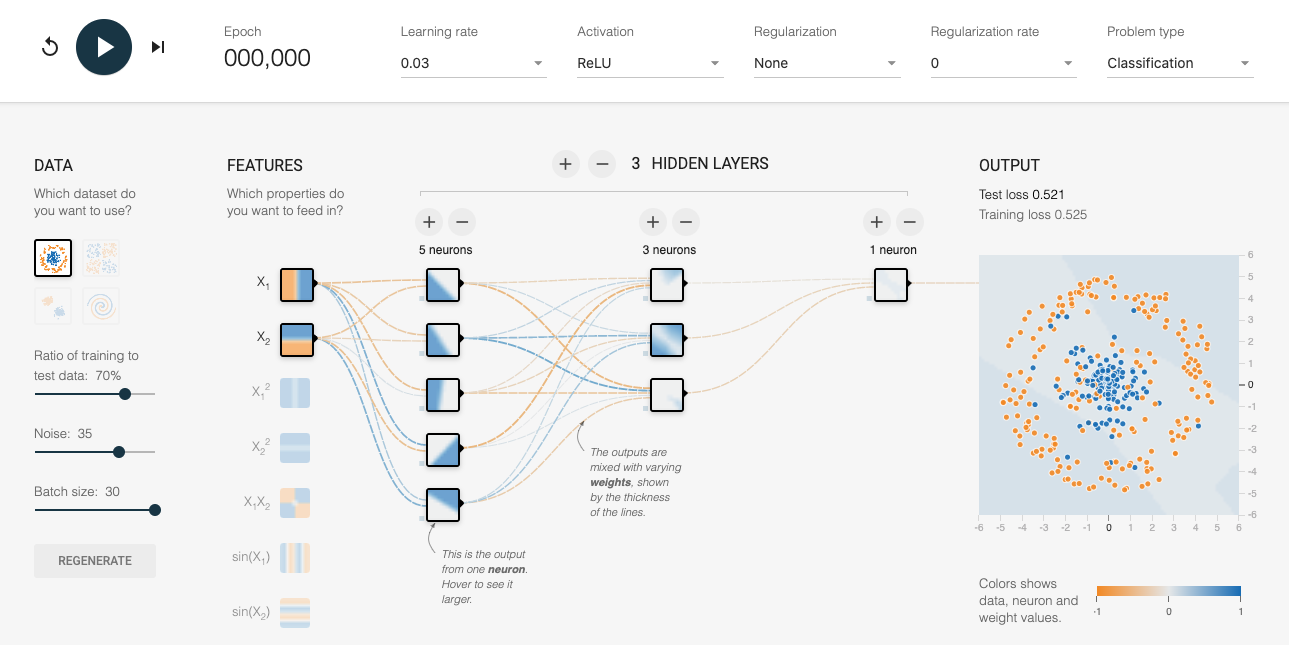 Epoch
000,000
Learning rate
0.03
Activation
ReLU
Regularization
None
Regularization rate
0
Problem type
Classification
DATA
Which dataset do
you want to use?
Ratio of training to
test data: 70%
Noise: 35
Batch size: 30
REGENERATE
FEATURES
Which properties do
you want to feed in?
X₁
X₂
X₁²
X₂²
X₁X₂
sin(X₁)
sin(X₂)
+ − 3 HIDDEN LAYERS
+ − + − + −
5 neurons
3 neurons
1 neuron
The outputs are
mixed with varying
weights, shown
by the thickness
of the lines.
This is the output
from one neuron.
Hover to see it
larger.
OUTPUT
Test loss 0.521
Training loss 0.525
6
5
4
3
2
1
0
-1
-2
-3
-4
-5
-6
-6 -5 -4 -3 -2 -1 0 1 2 3 4 5 6
Colors shows
data, neuron and
weight values.
-1 0 1